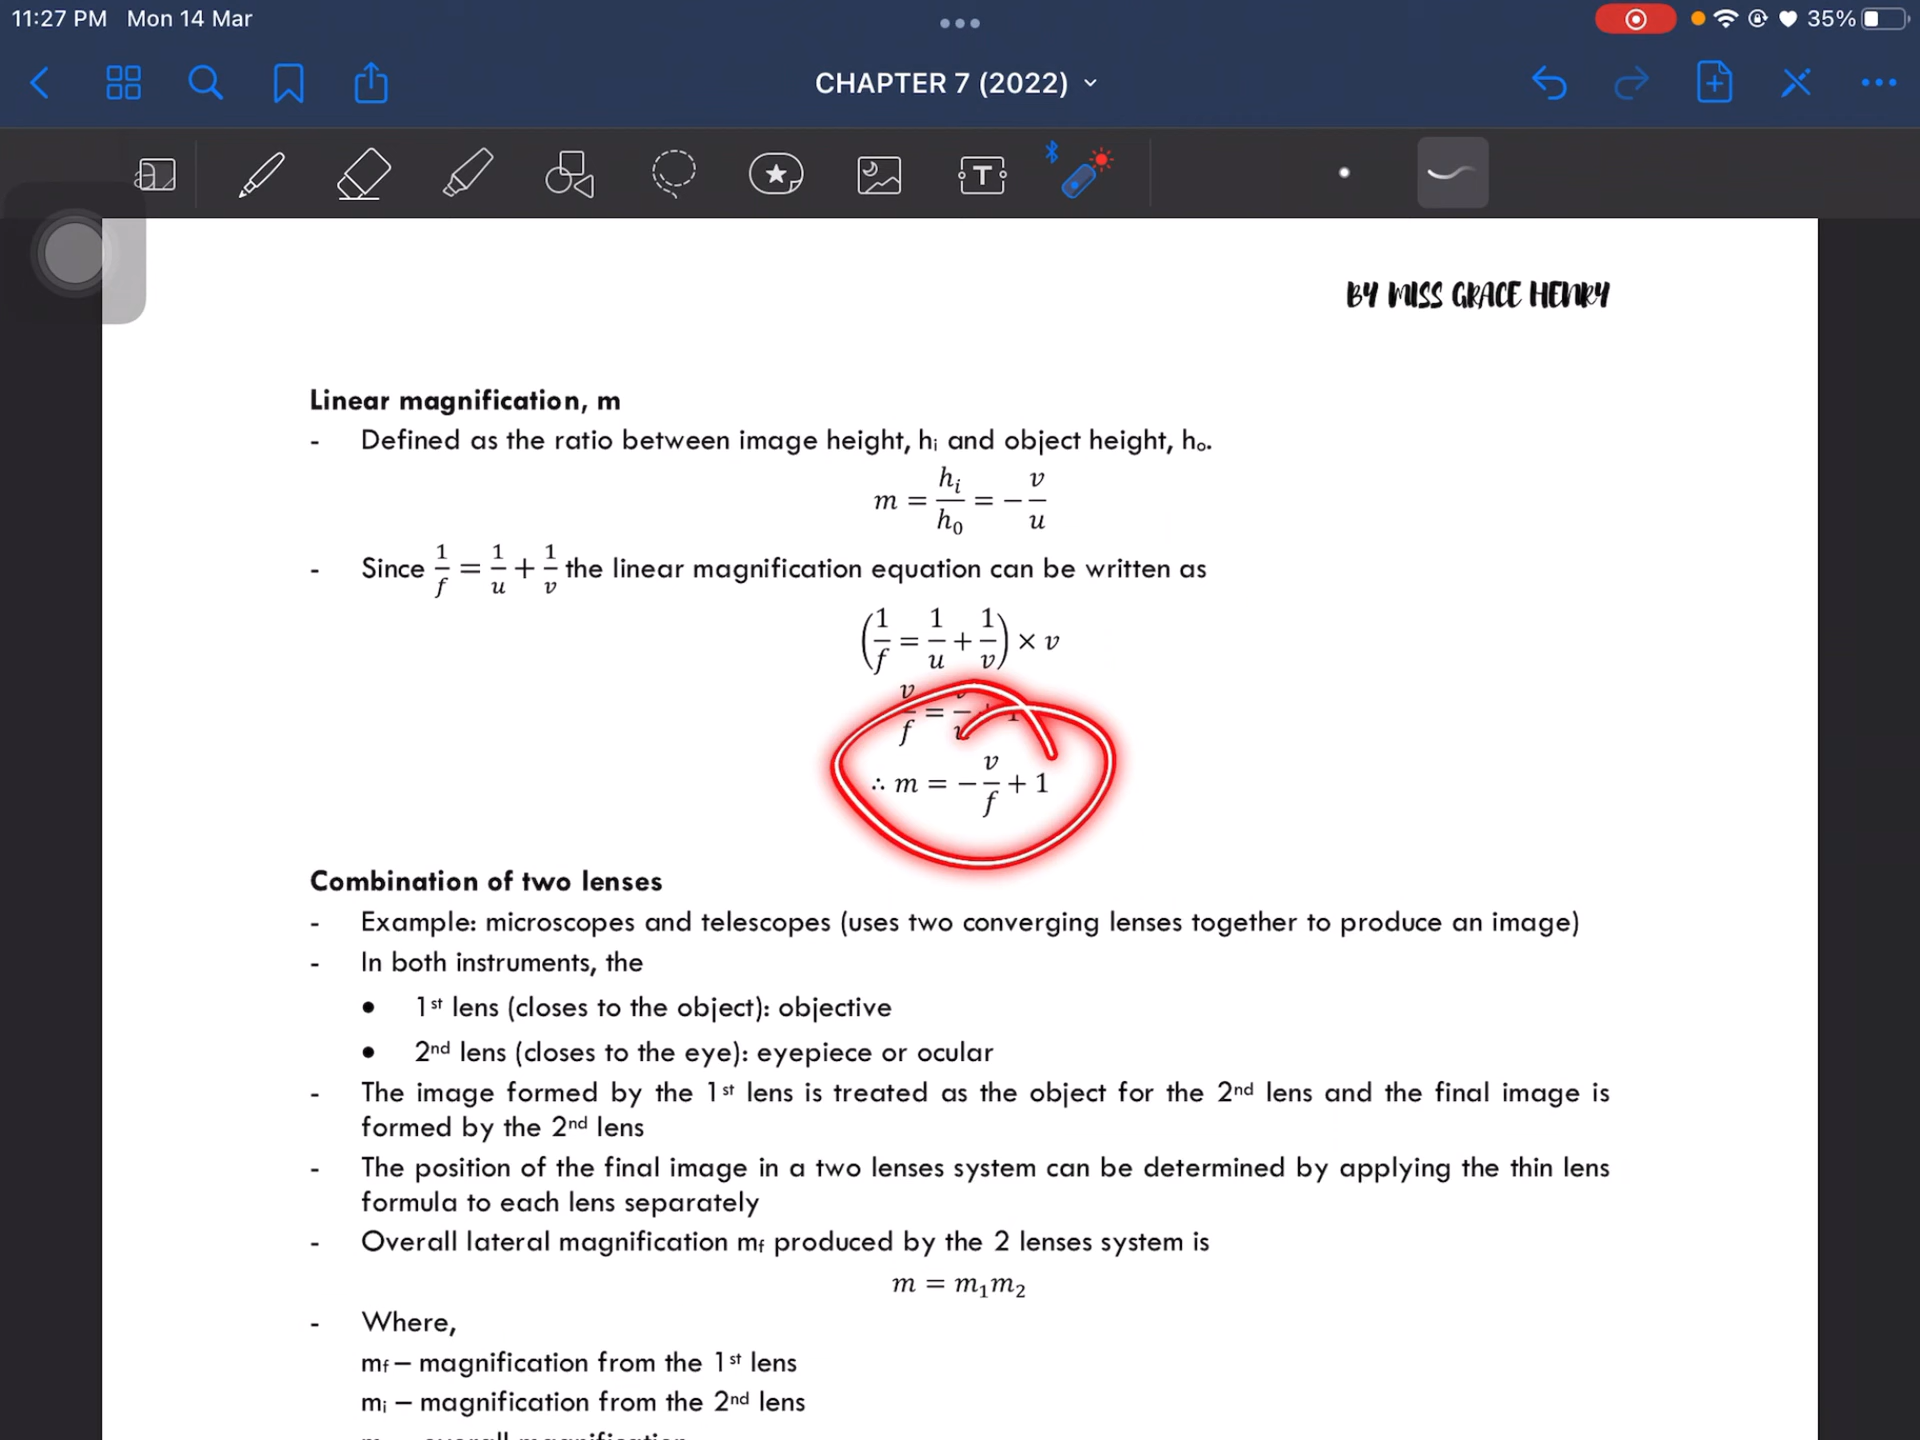 11:27 PM Mon 14 Mar
35%
CHAPTER 7 (2022)
BY MISS GRACE HENRY
Linear magnification, m
- Defined as the ratio between image height, hᵢ and object height, hₒ.
m = hᵢ/h₀ = − v/u
- Since 1/f = 1/u + 1/v the linear magnification equation can be written as
(1/f = 1/u + 1/v) × v
v/f = v/u + 1
∴ m = − v/f + 1
Combination of two lenses
- Example: microscopes and telescopes (uses two converging lenses together to produce an image)
- In both instruments, the
• 1ˢᵗ lens (closes to the object): objective
• 2ⁿᵈ lens (closes to the eye): eyepiece or ocular
- The image formed by the 1ˢᵗ lens is treated as the object for the 2ⁿᵈ lens and the final image is
formed by the 2ⁿᵈ lens
- The position of the final image in a two lenses system can be determined by applying the thin lens
formula to each lens separately
- Overall lateral magnification mf produced by the 2 lenses system is
m = m₁m₂
- Where,
mf – magnification from the 1ˢᵗ lens
mᵢ – magnification from the 2ⁿᵈ lens